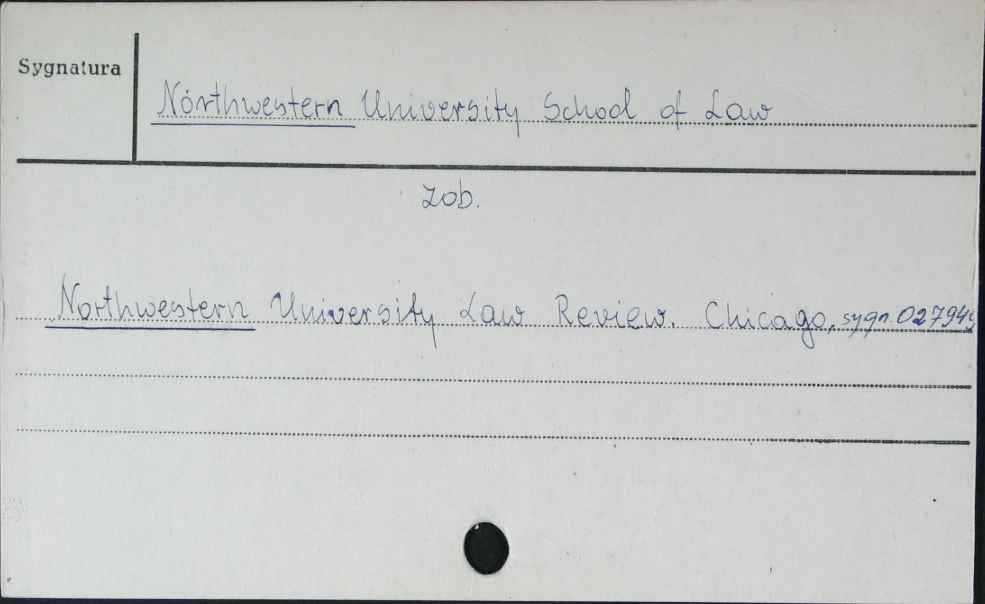 Sygnatura
Northwestern University School of Law
zob.
Northwestern University Law Review. Chicago, sygn. 027949